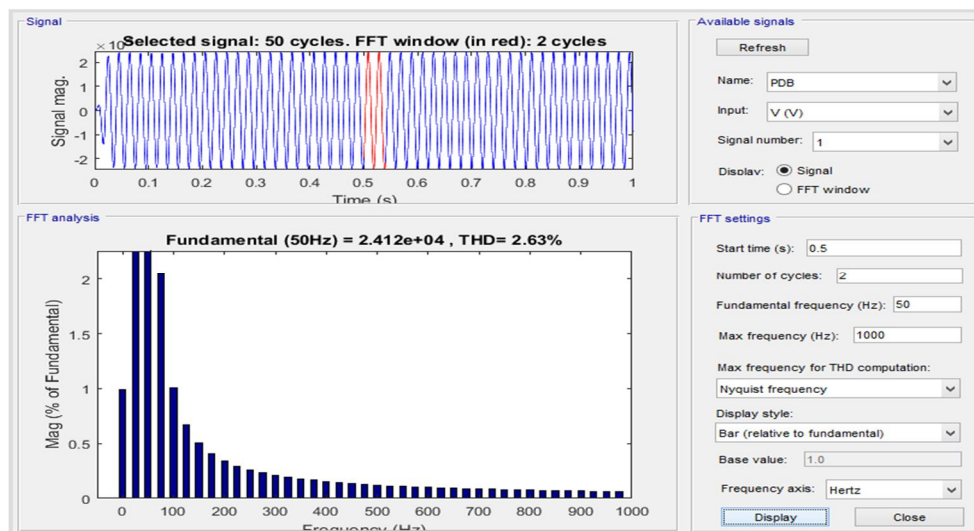 Signal
× 10
Selected signal: 50 cycles. FFT window (in red): 2 cycles
Signal mag.
2
1
0
-1
-2
0 0.1 0.2 0.3 0.4 0.5 0.6 0.7 0.8 0.9 1
Time (s)
FFT analysis
Fundamental (50Hz) = 2.412e+04 , THD= 2.63%
Mag (% of Fundamental)
2
1.5
1
0.5
0
0 100 200 300 400 500 600 700 800 900 1000
Frequency (Hz)
Available signals
Refresh
Name: PDB
Input: V (V)
Signal number: 1
Display: Signal
FFT window
FFT settings
Start time (s): 0.5
Number of cycles: 2
Fundamental frequency (Hz): 50
Max frequency (Hz): 1000
Max frequency for THD computation:
Nyquist frequency
Display style:
Bar (relative to fundamental)
Base value: 1.0
Frequency axis: Hertz
Display Close